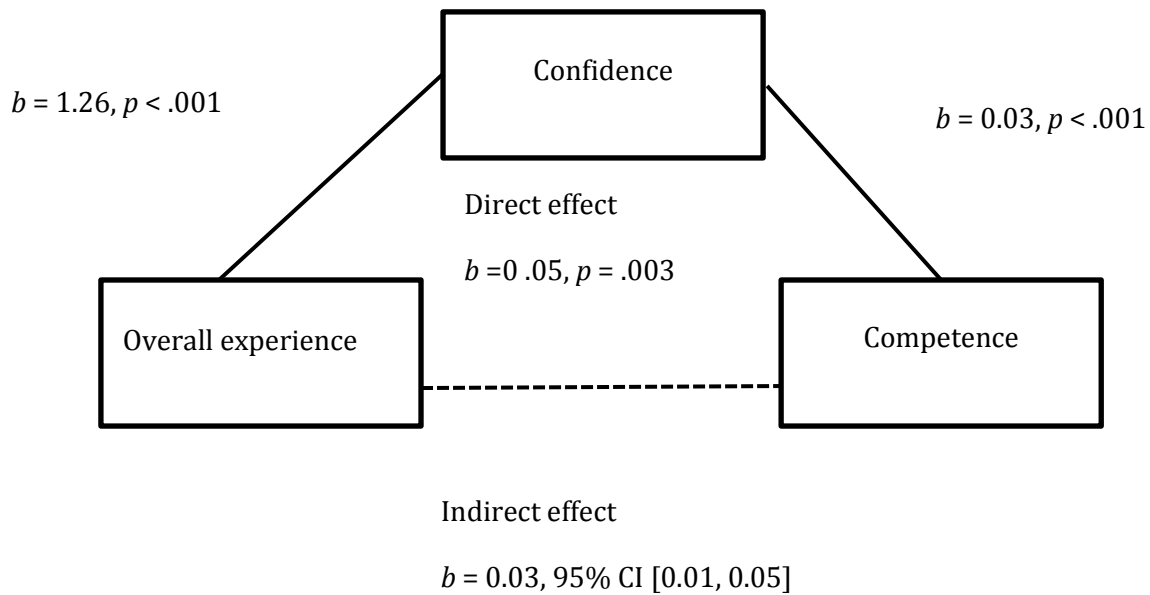 Confidence
b = 1.26, p < .001
b = 0.03, p < .001
Direct effect
b =0 .05, p = .003
Overall experience
Competence
Indirect effect
b = 0.03, 95% CI [0.01, 0.05]